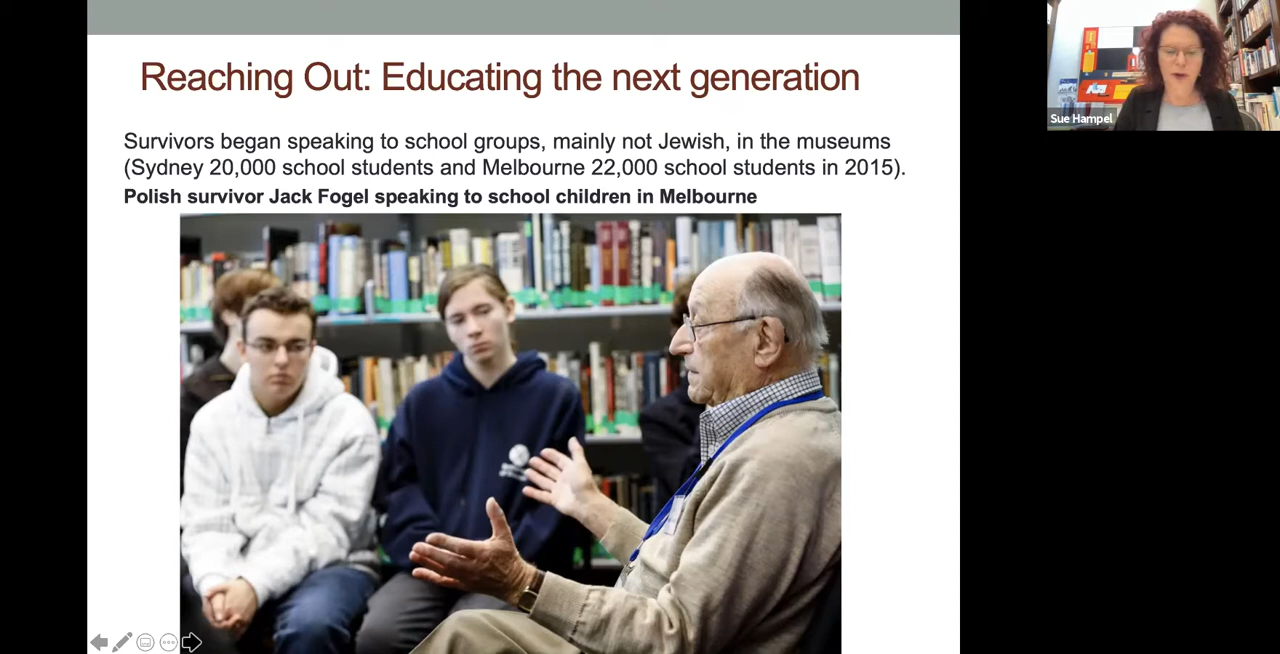 Reaching Out: Educating the next generation
Survivors began speaking to school groups, mainly not Jewish, in the museums
(Sydney 20,000 school students and Melbourne 22,000 school students in 2015).
Polish survivor Jack Fogel speaking to school children in Melbourne
Sue Hampel